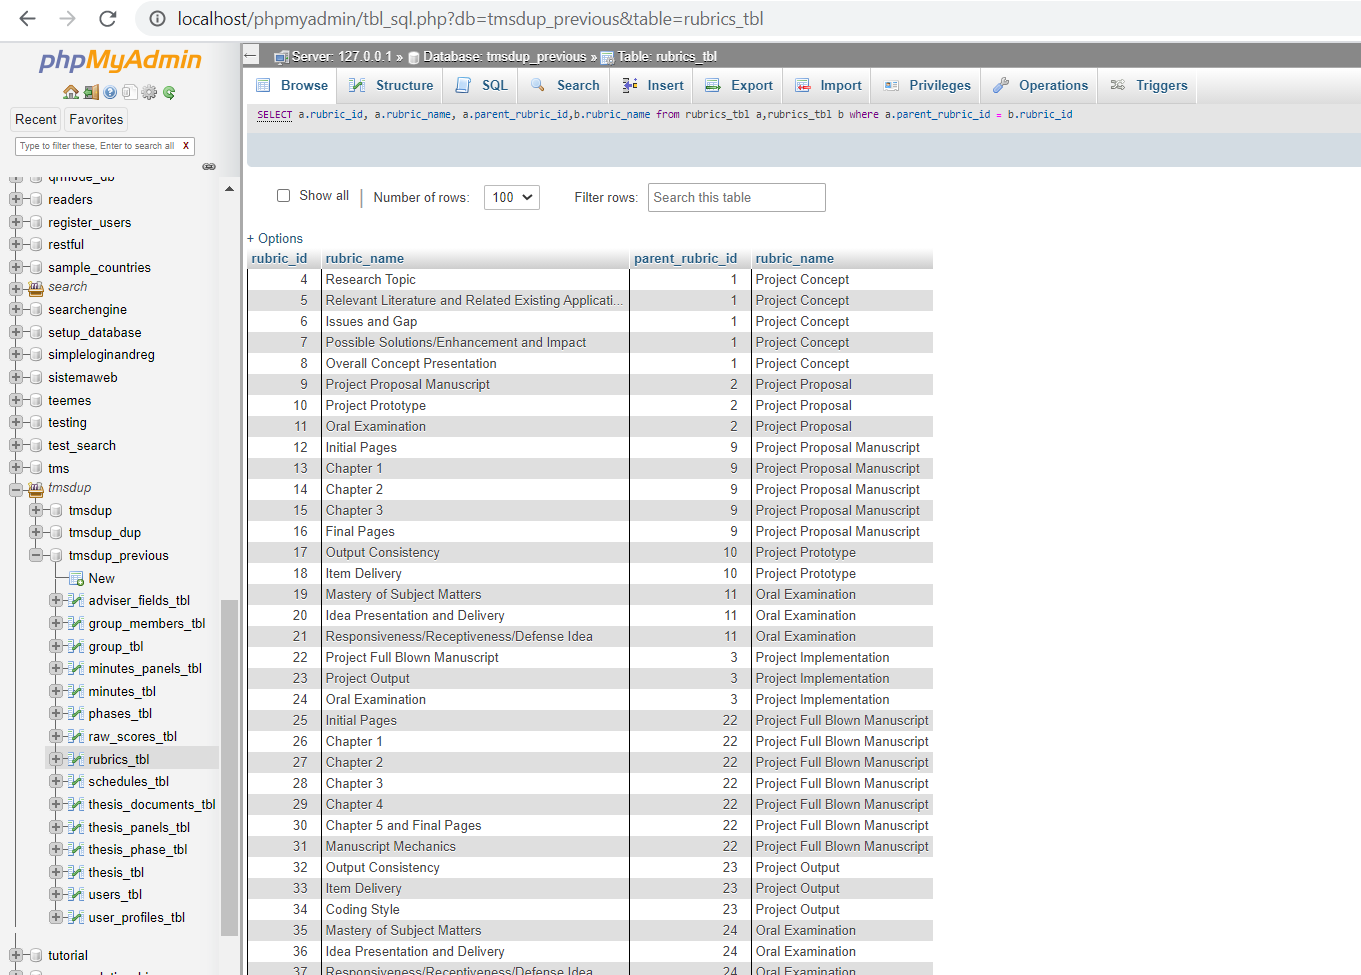 localhost/phpmyadmin/tbl_sql.php?db=tmsdup_previous&table=rubrics_tbl
phpMyAdmin
Recent Favorites
Type to filter these, Enter to search all X
qrmode_db
readers
register_users
restful
sample_countries
search
searchengine
setup_database
simpleloginandreg
sistemaweb
teemes
testing
test_search
tms
tmsdup
tmsdup
tmsdup_dup
tmsdup_previous
New
adviser_fields_tbl
group_members_tbl
group_tbl
minutes_panels_tbl
minutes_tbl
phases_tbl
raw_scores_tbl
rubrics_tbl
schedules_tbl
thesis_documents_tbl
thesis_panels_tbl
thesis_phase_tbl
thesis_tbl
users_tbl
user_profiles_tbl
tutorial
Server: 127.0.0.1 » Database: tmsdup_previous » Table: rubrics_tbl
Browse Structure SQL Search Insert Export Import Privileges Operations Triggers
SELECT a.rubric_id, a.rubric_name, a.parent_rubric_id,b.rubric_name from rubrics_tbl a,rubrics_tbl b where a.parent_rubric_id = b.rubric_id
Show all | Number of rows: 100 Filter rows: Search this table
+ Options
rubric_id rubric_name parent_rubric_id rubric_name
4 Research Topic 1 Project Concept
5 Relevant Literature and Related Existing Applicati... 1 Project Concept
6 Issues and Gap 1 Project Concept
7 Possible Solutions/Enhancement and Impact 1 Project Concept
8 Overall Concept Presentation 1 Project Concept
9 Project Proposal Manuscript 2 Project Proposal
10 Project Prototype 2 Project Proposal
11 Oral Examination 2 Project Proposal
12 Initial Pages 9 Project Proposal Manuscript
13 Chapter 1 9 Project Proposal Manuscript
14 Chapter 2 9 Project Proposal Manuscript
15 Chapter 3 9 Project Proposal Manuscript
16 Final Pages 9 Project Proposal Manuscript
17 Output Consistency 10 Project Prototype
18 Item Delivery 10 Project Prototype
19 Mastery of Subject Matters 11 Oral Examination
20 Idea Presentation and Delivery 11 Oral Examination
21 Responsiveness/Receptiveness/Defense Idea 11 Oral Examination
22 Project Full Blown Manuscript 3 Project Implementation
23 Project Output 3 Project Implementation
24 Oral Examination 3 Project Implementation
25 Initial Pages 22 Project Full Blown Manuscript
26 Chapter 1 22 Project Full Blown Manuscript
27 Chapter 2 22 Project Full Blown Manuscript
28 Chapter 3 22 Project Full Blown Manuscript
29 Chapter 4 22 Project Full Blown Manuscript
30 Chapter 5 and Final Pages 22 Project Full Blown Manuscript
31 Manuscript Mechanics 22 Project Full Blown Manuscript
32 Output Consistency 23 Project Output
33 Item Delivery 23 Project Output
34 Coding Style 23 Project Output
35 Mastery of Subject Matters 24 Oral Examination
36 Idea Presentation and Delivery 24 Oral Examination
37 Responsiveness/Receptiveness/Defense Idea 24 Oral Examination